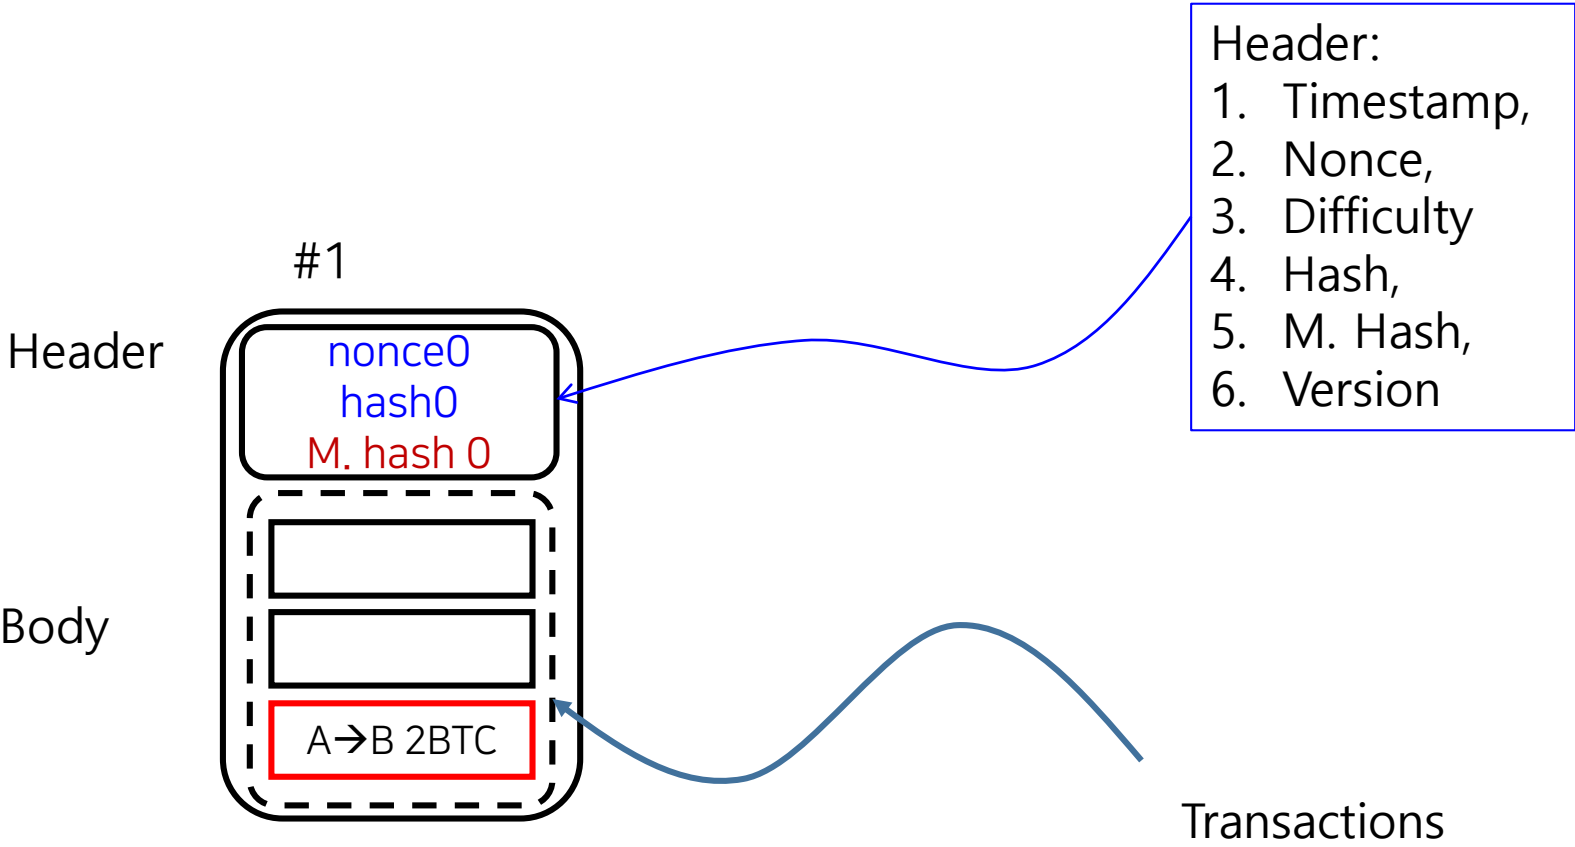 Header:
1. Timestamp,
2. Nonce,
3. Difficulty
4. Hash,
5. M. Hash,
6. Version
#1
Header
nonce0
hash0
M. hash 0
Body
A→B 2BTC
Transactions